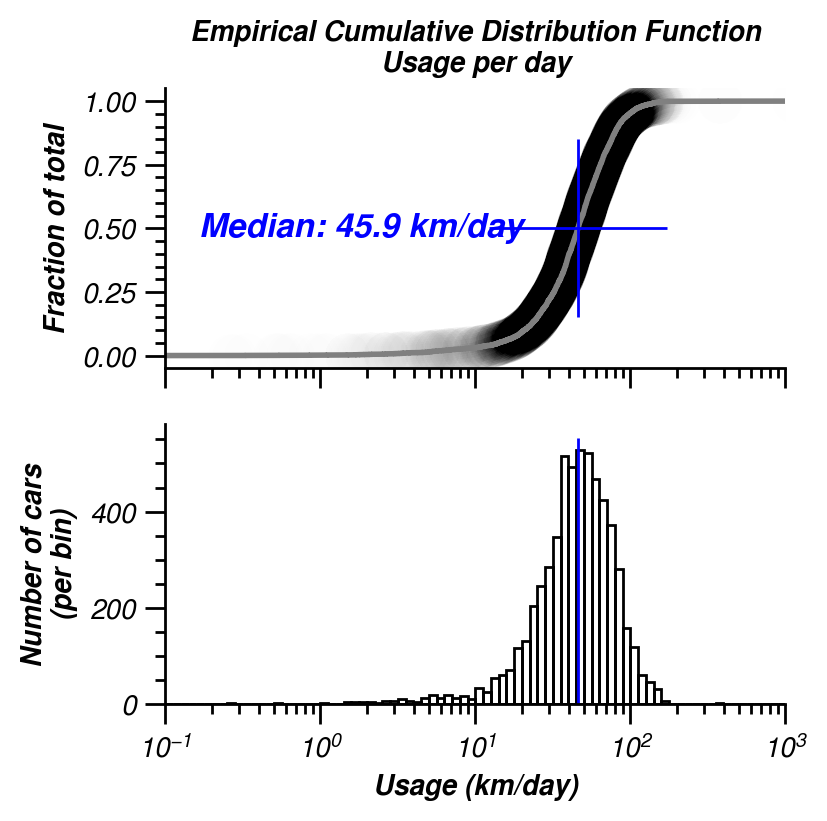 Empirical Cumulative Distribution Function
Usage per day
1.00
0.75
0.50
0.25
0.00
Fraction of total
Median: 45.9 km/day
400
200
0
Number of cars
(per bin)
10⁻¹
10⁰
10¹
10²
10³
Usage (km/day)